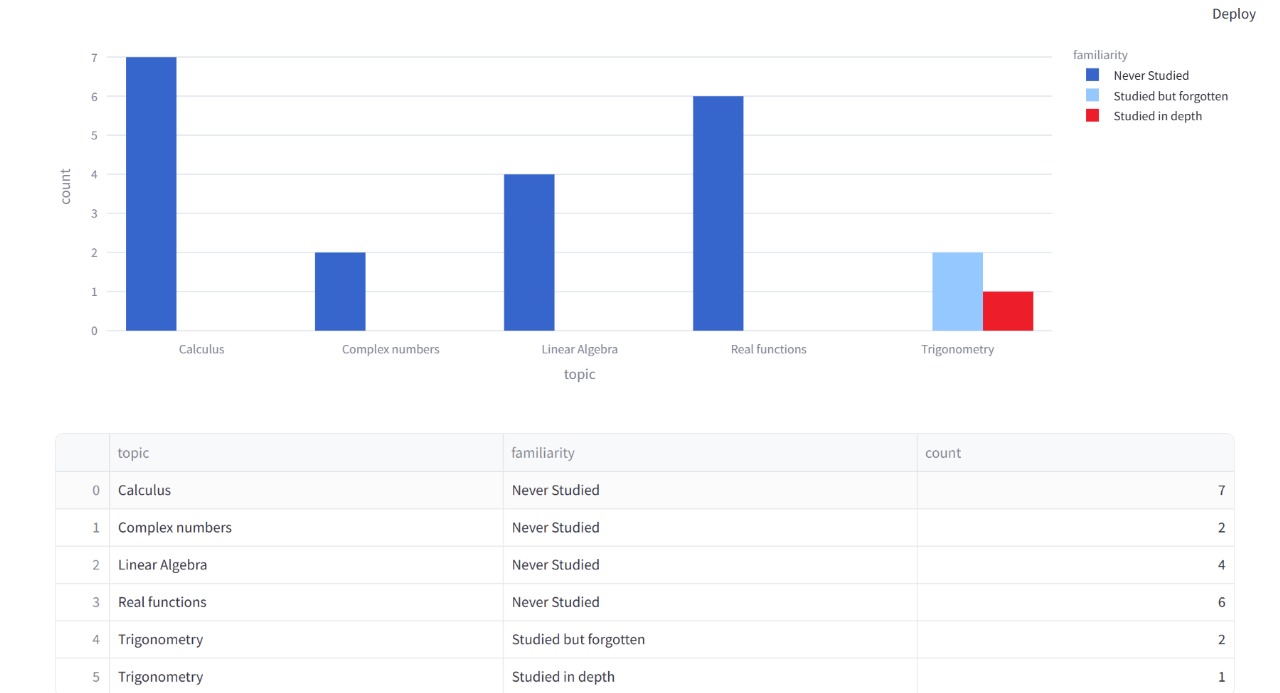 Deploy
familiarity
Never Studied
Studied but forgotten
Studied in depth
7
6
5
4
3
2
1
0
count
Calculus Complex numbers Linear Algebra Real functions Trigonometry
topic
topic familiarity count
0 Calculus Never Studied 7
1 Complex numbers Never Studied 2
2 Linear Algebra Never Studied 4
3 Real functions Never Studied 6
4 Trigonometry Studied but forgotten 2
5 Trigonometry Studied in depth 1